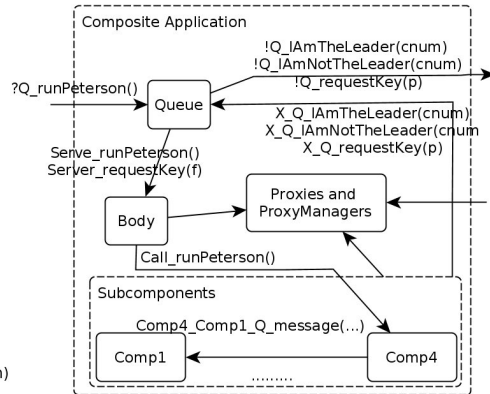 Composite Application
!Q_IAmTheLeader(cnum)
!Q_IAmNotTheLeader(cnum)
!Q_requestKey(p)
?Q_runPeterson()
Queue
X_Q_IAmTheLeader(cnum)
X_Q_IAmNotTheLeader(cnum
X_Q_requestKey(p)
Serve_runPeterson()
Server_requestKey(f)
Proxies and
ProxyManagers
Body
Call_runPeterson()
Subcomponents
Comp4_Comp1_Q_message(...)
Comp1
Comp4
.........
)